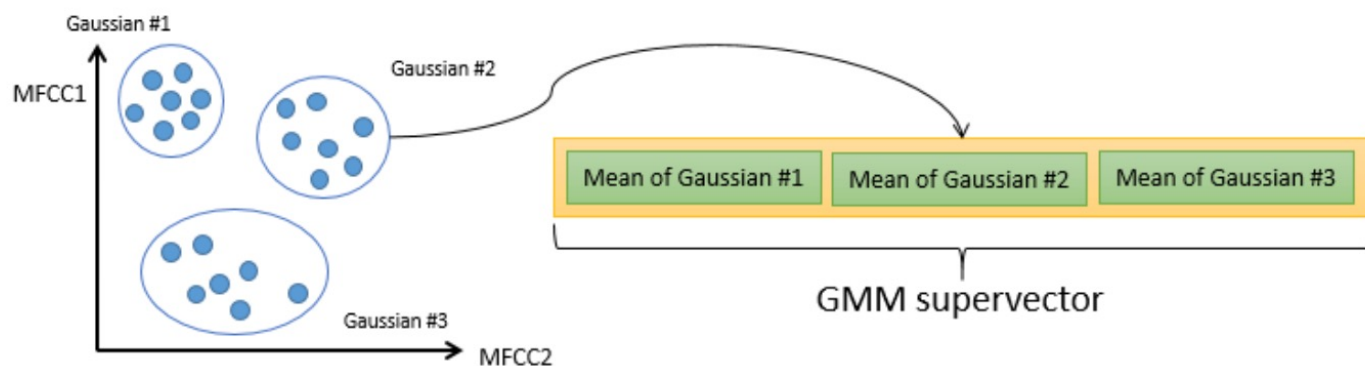 Gaussian #1
MFCC1
Gaussian #2
Gaussian #3
MFCC2
Mean of Gaussian #1
Mean of Gaussian #2
Mean of Gaussian #3
GMM supervector